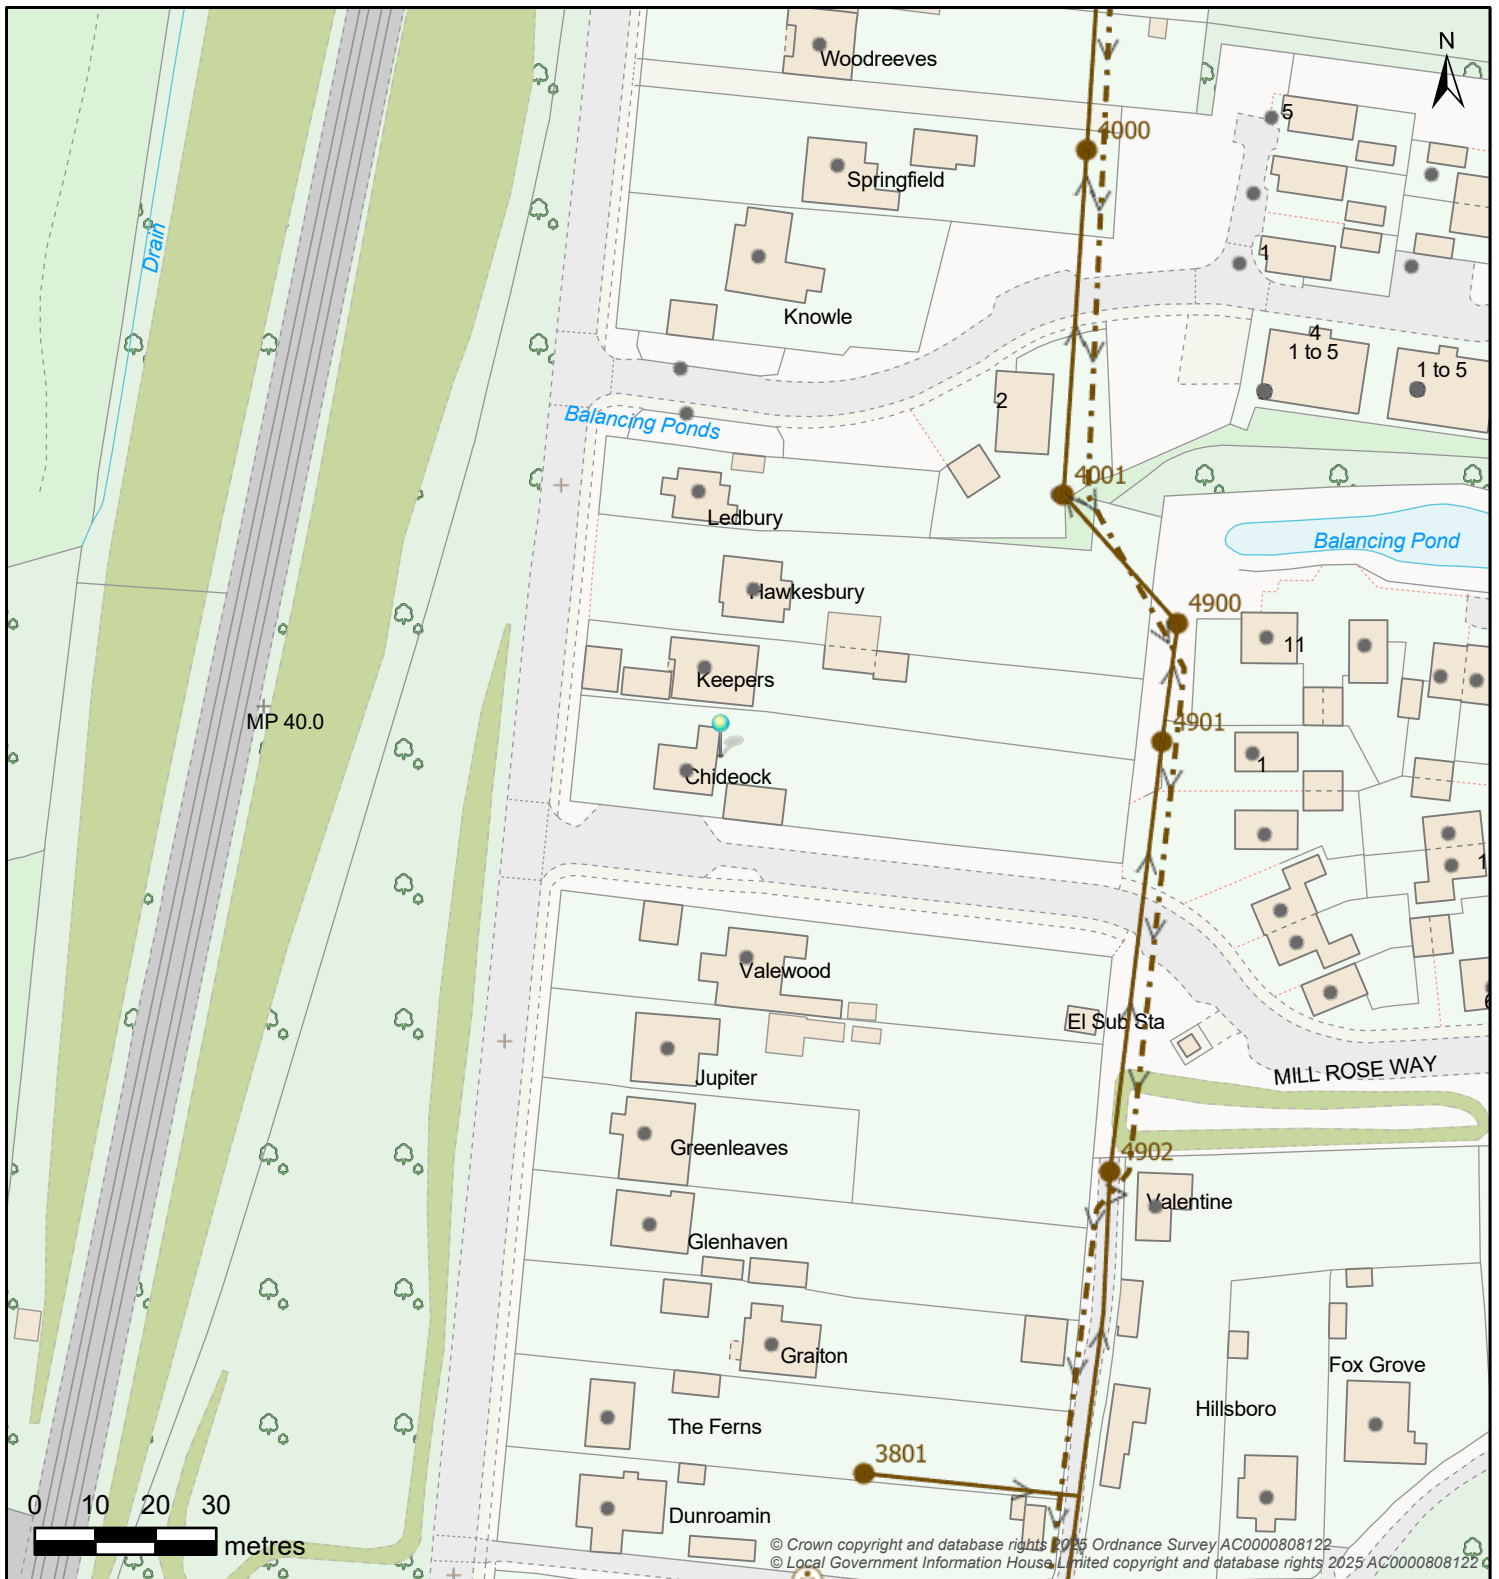 N
Woodreeves
5
4000
Springfield
Drain
1
Knowle
4
1 to 5
1 to 5
2
Balancing Ponds
4001
Ledbury
Balancing Pond
Hawkesbury
4900
11
Keepers
MP 40.0
4901
1
Chideock
1
Valewood
6
El Sub Sta
MILL ROSE WAY
Jupiter
Greenleaves
4902
Valentine
Glenhaven
Graiton
Fox Grove
Hillsboro
The Ferns
3801
0 10 20 30
metres
Dunroamin
© Crown copyright and database rights 2025 Ordnance Survey AC0000808122
© Local Government Information House Limited copyright and database rights 2025 AC0000808122